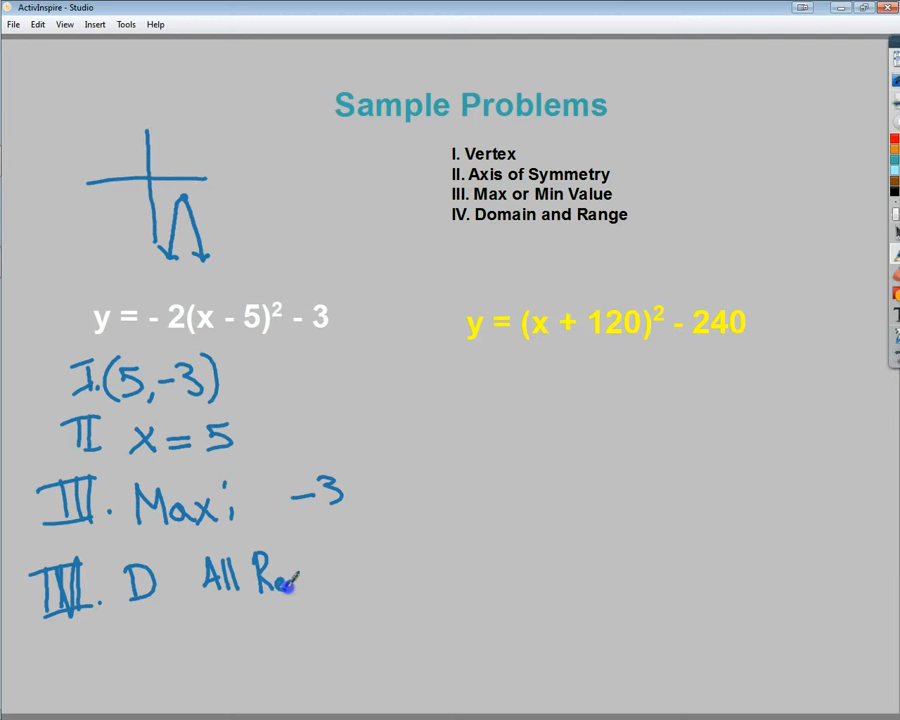 ActivInspire - Studio
File Edit View Insert Tools Help
Sample Problems
I. Vertex
II. Axis of Symmetry
III. Max or Min Value
IV. Domain and Range
y = - 2(x - 5)² - 3
I. (5, -3)
II x = 5
III. Maxi -3
IV. D All Re
y = (x + 120)² - 240